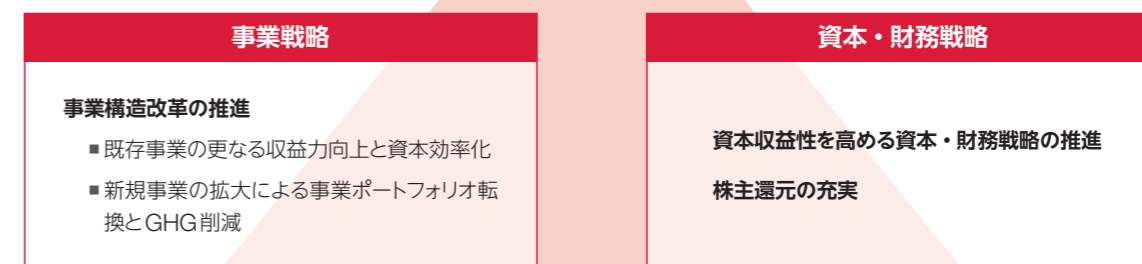 事業戦略
事業構造改革の推進
■既存事業の更なる収益力向上と資本効率化
■新規事業の拡大による事業ポートフォリオ転
換とGHG削減
資本・財務戦略
資本収益性を高める資本・財務戦略の推進
株主還元の充実